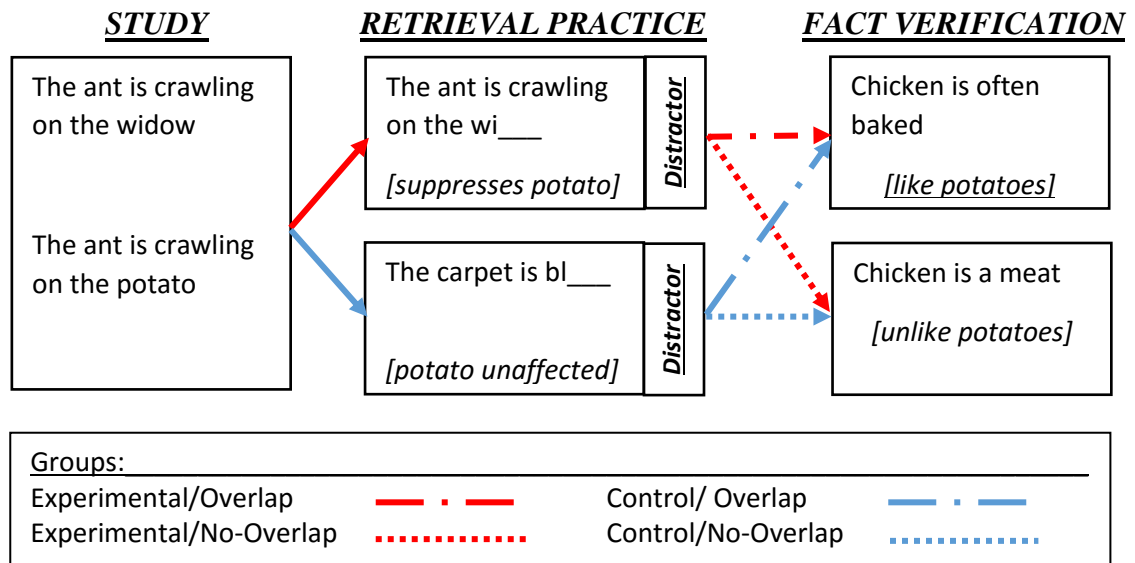 STUDY
RETRIEVAL PRACTICE
FACT VERIFICATION
The ant is crawling
on the widow
The ant is crawling
on the potato
The ant is crawling
on the wi___
[suppresses potato]
Distractor
The carpet is bl___
[potato unaffected]
Distractor
Chicken is often
baked
[like potatoes]
Chicken is a meat
[unlike potatoes]
Groups:
Experimental/Overlap
Control/ Overlap
Experimental/No-Overlap
Control/No-Overlap